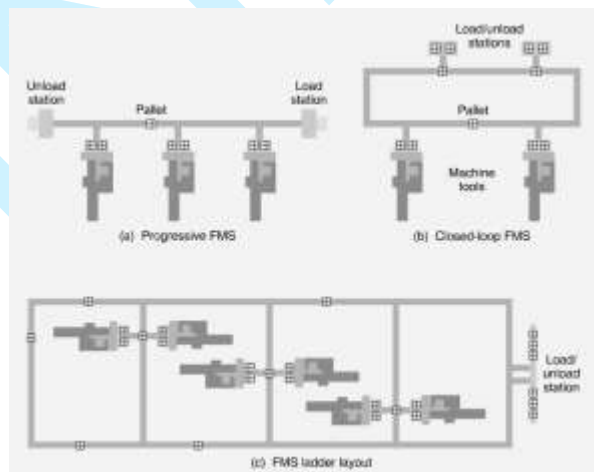 Load/unload
stations
Unload
station
Load
station
Pallet
Pallet
Machine
tools
(a) Progressive FMS
(b) Closed-loop FMS
Load/
unload
station
(c) FMS ladder layout